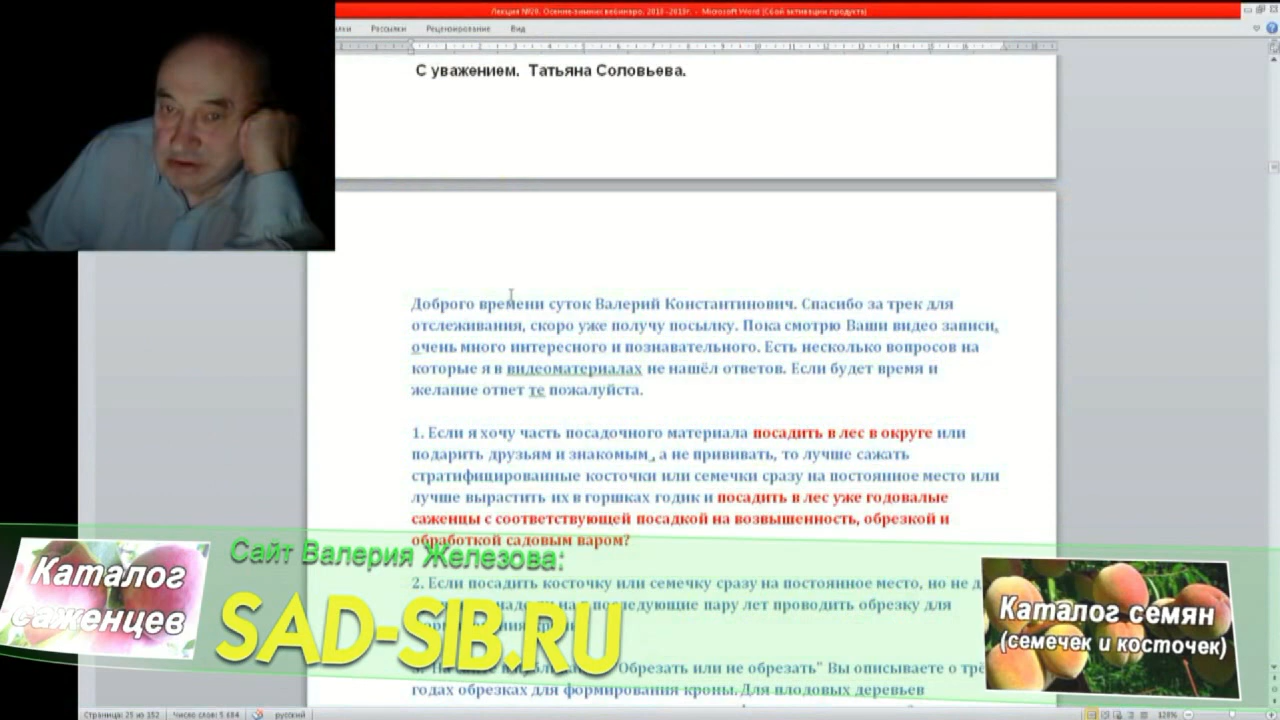 Лекция №20. Осенне-зимние вебинары. 2013 -2013г. - Microsoft Word (Сбой активации продукта)
Рассылки Рецензирование Вид
С уважением. Татьяна Соловьева.
Доброго времени суток Валерий Константинович. Спасибо за трек для
отслеживания, скоро уже получу посылку. Пока смотрю Ваши видео записи,
очень много интересного и познавательного. Есть несколько вопросов на
которые я в видеоматериалах не нашёл ответов. Если будет время и
желание ответ те пожалуйста.
1. Если я хочу часть посадочного материала посадить в лес в округе или
подарить друзьям и знакомым , а не прививать, то лучше сажать
стратифицированные косточки или семечки сразу на постоянное место или
лучше вырастить их в горшках годик и посадить в лес уже годовалые
саженцы с соответствующей посадкой на возвышенность, обрезкой и
обработкой садовым варом?
2. Если посадить косточку или семечку сразу на постоянное место, но не
последующие пару лет проводить обрезку для
"Обрезать или не обрезать" Вы описываете о трё
годах обрезках для формирования кроны. Для плодовых деревьев
Каталог
саженцев
Сайт Валерия Железова:
SAD-SIB.RU
Каталог семян
(семечек и косточек)
Страница: 25 из 152 Число слов: 5 684 русский 120%